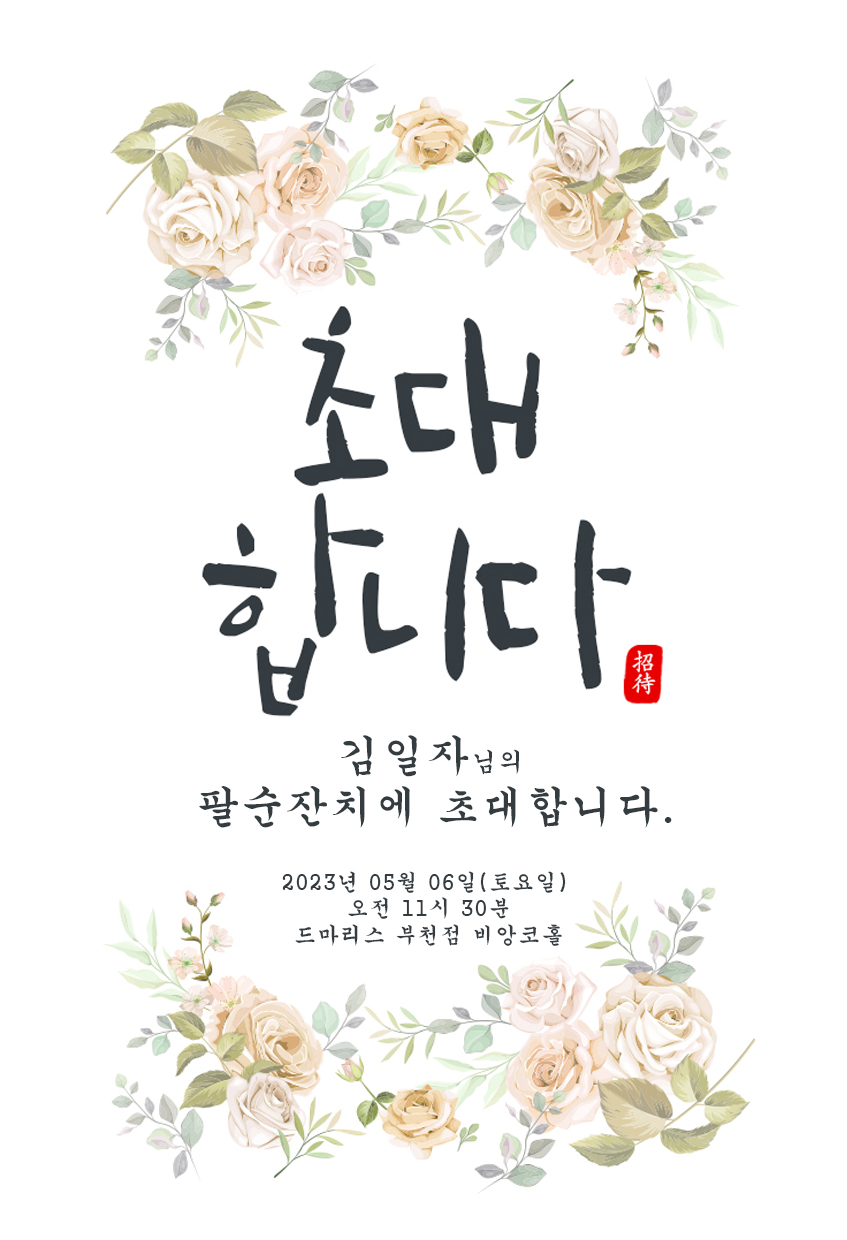 초대
합니다
招待
김일자님의
팔순잔치에 초대합니다.
2023년 05월 06일(토요일)
오전 11시 30분
드마리스 부천점 비앙코홀